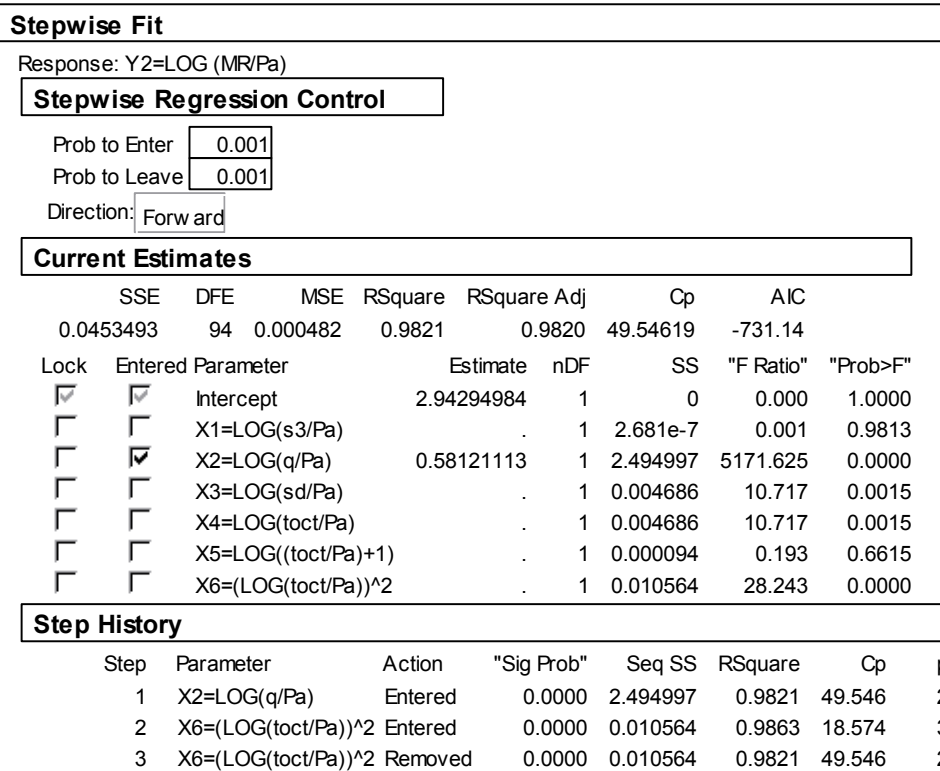 Stepwise Fit
Response: Y2=LOG (MR/Pa)
Stepwise Regression Control
Prob to Enter 0.001
Prob to Leave 0.001
Direction: Forward
Current Estimates
SSE DFE MSE RSquare RSquare Adj Cp AIC
0.0453493 94 0.000482 0.9821 0.9820 49.54619 -731.14
Lock Entered Parameter Estimate nDF SS "F Ratio" "Prob>F"
Intercept 2.94294984 1 0 0.000 1.0000
X1=LOG(s3/Pa) . 1 2.681e-7 0.001 0.9813
X2=LOG(q/Pa) 0.58121113 1 2.494997 5171.625 0.0000
X3=LOG(sd/Pa) . 1 0.004686 10.717 0.0015
X4=LOG(toct/Pa) . 1 0.004686 10.717 0.0015
X5=LOG((toct/Pa)+1) . 1 0.000094 0.193 0.6615
X6=(LOG(toct/Pa))^2 . 1 0.010564 28.243 0.0000
Step History
Step Parameter Action "Sig Prob" Seq SS RSquare Cp
1 X2=LOG(q/Pa) Entered 0.0000 2.494997 0.9821 49.546
2 X6=(LOG(toct/Pa))^2 Entered 0.0000 0.010564 0.9863 18.574
3 X6=(LOG(toct/Pa))^2 Removed 0.0000 0.010564 0.9821 49.546